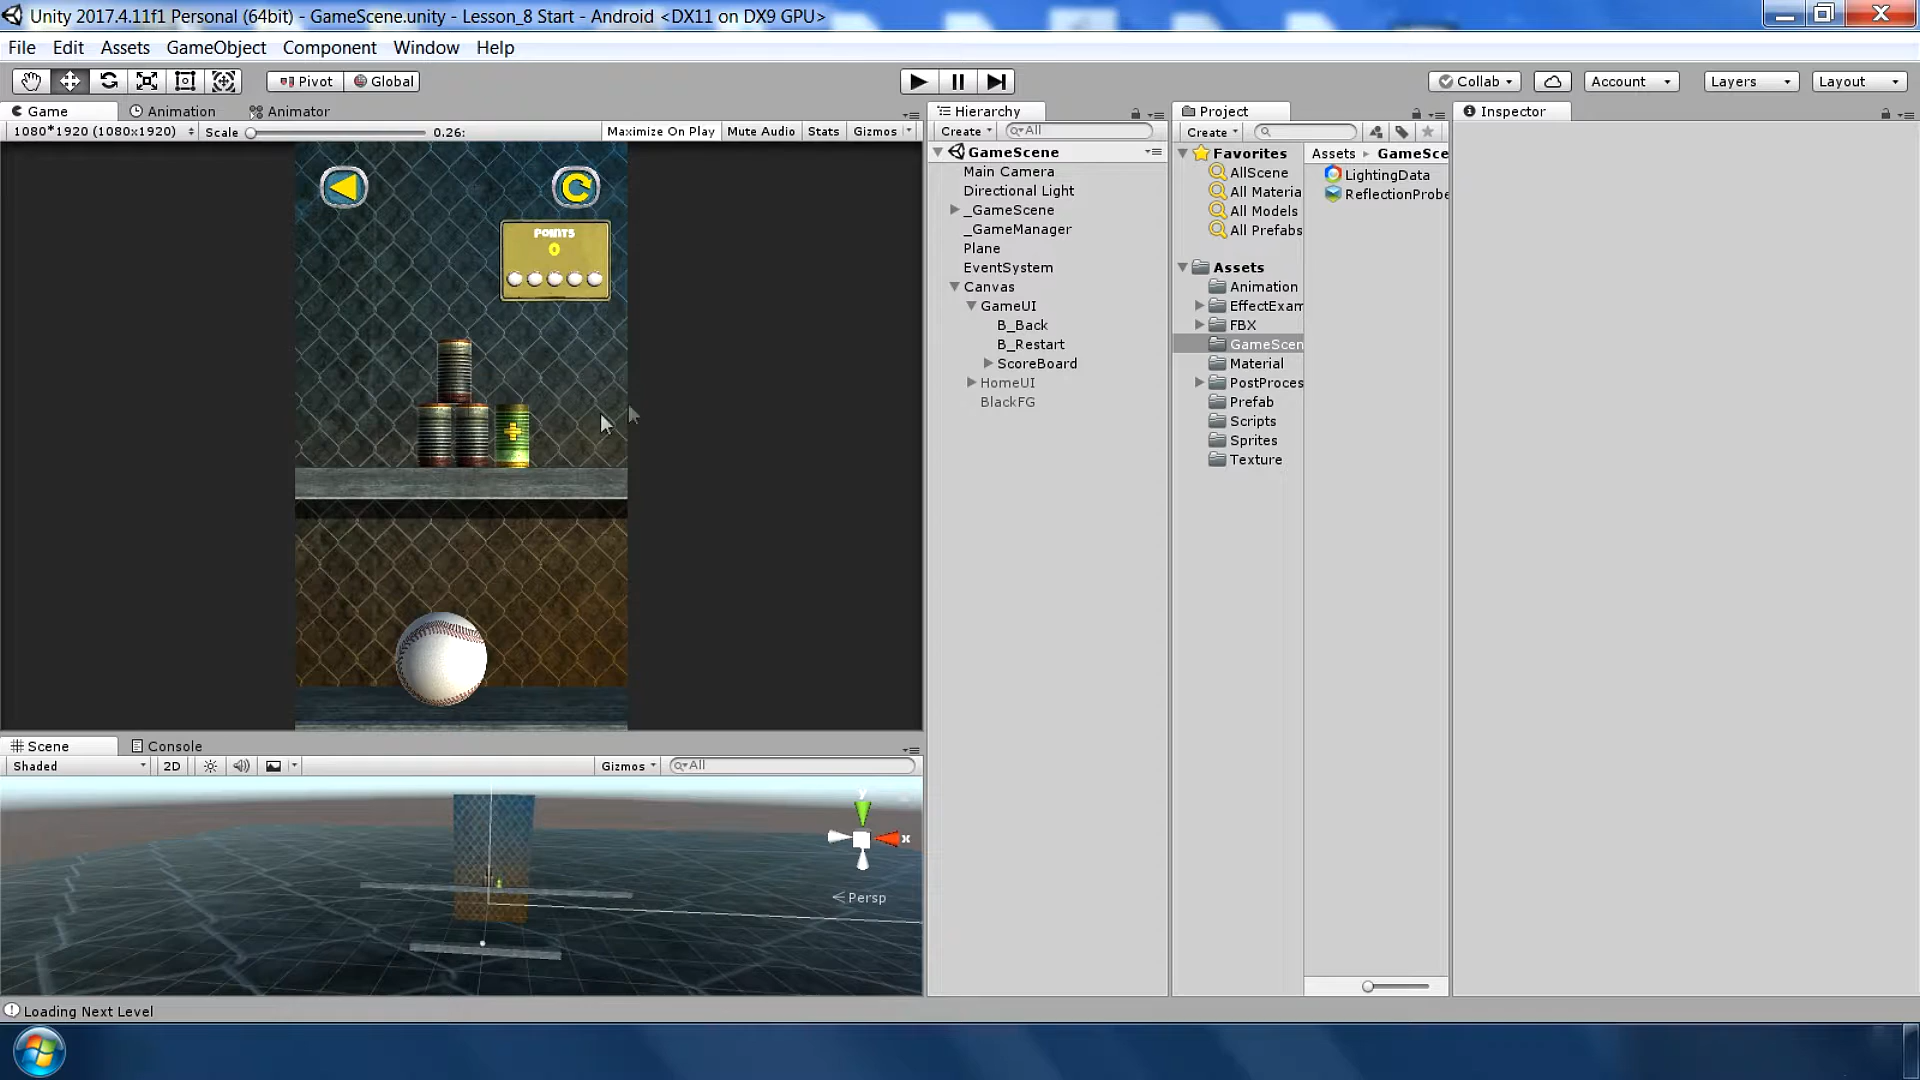 Unity 2017.4.11f1 Personal (64bit) - GameScene.unity - Lesson_8 Start - Android <DX11 on DX9 GPU>
File Edit Assets GameObject Component Window Help
Pivot Global Collab Account Layers Layout
Game Animation Animator Hierarchy Project Inspector
1080*1920 (1080x1920) Scale 0.26: Maximize On Play Mute Audio Stats Gizmos
Create All
Create
POINTS
0
GameScene
Main Camera
Directional Light
_GameScene
_GameManager
Plane
EventSystem
Canvas
GameUI
B_Back
B_Restart
ScoreBoard
HomeUI
BlackFG
Favorites
AllScene
All Materia
All Models
All Prefabs
Assets
Animation
EffectExam
FBX
GameScen
Material
PostProces
Prefab
Scripts
Sprites
Texture
Assets GameSce
LightingData
ReflectionProbe
Scene Console
Shaded 2D Gizmos All
y
x
Persp
Loading Next Level